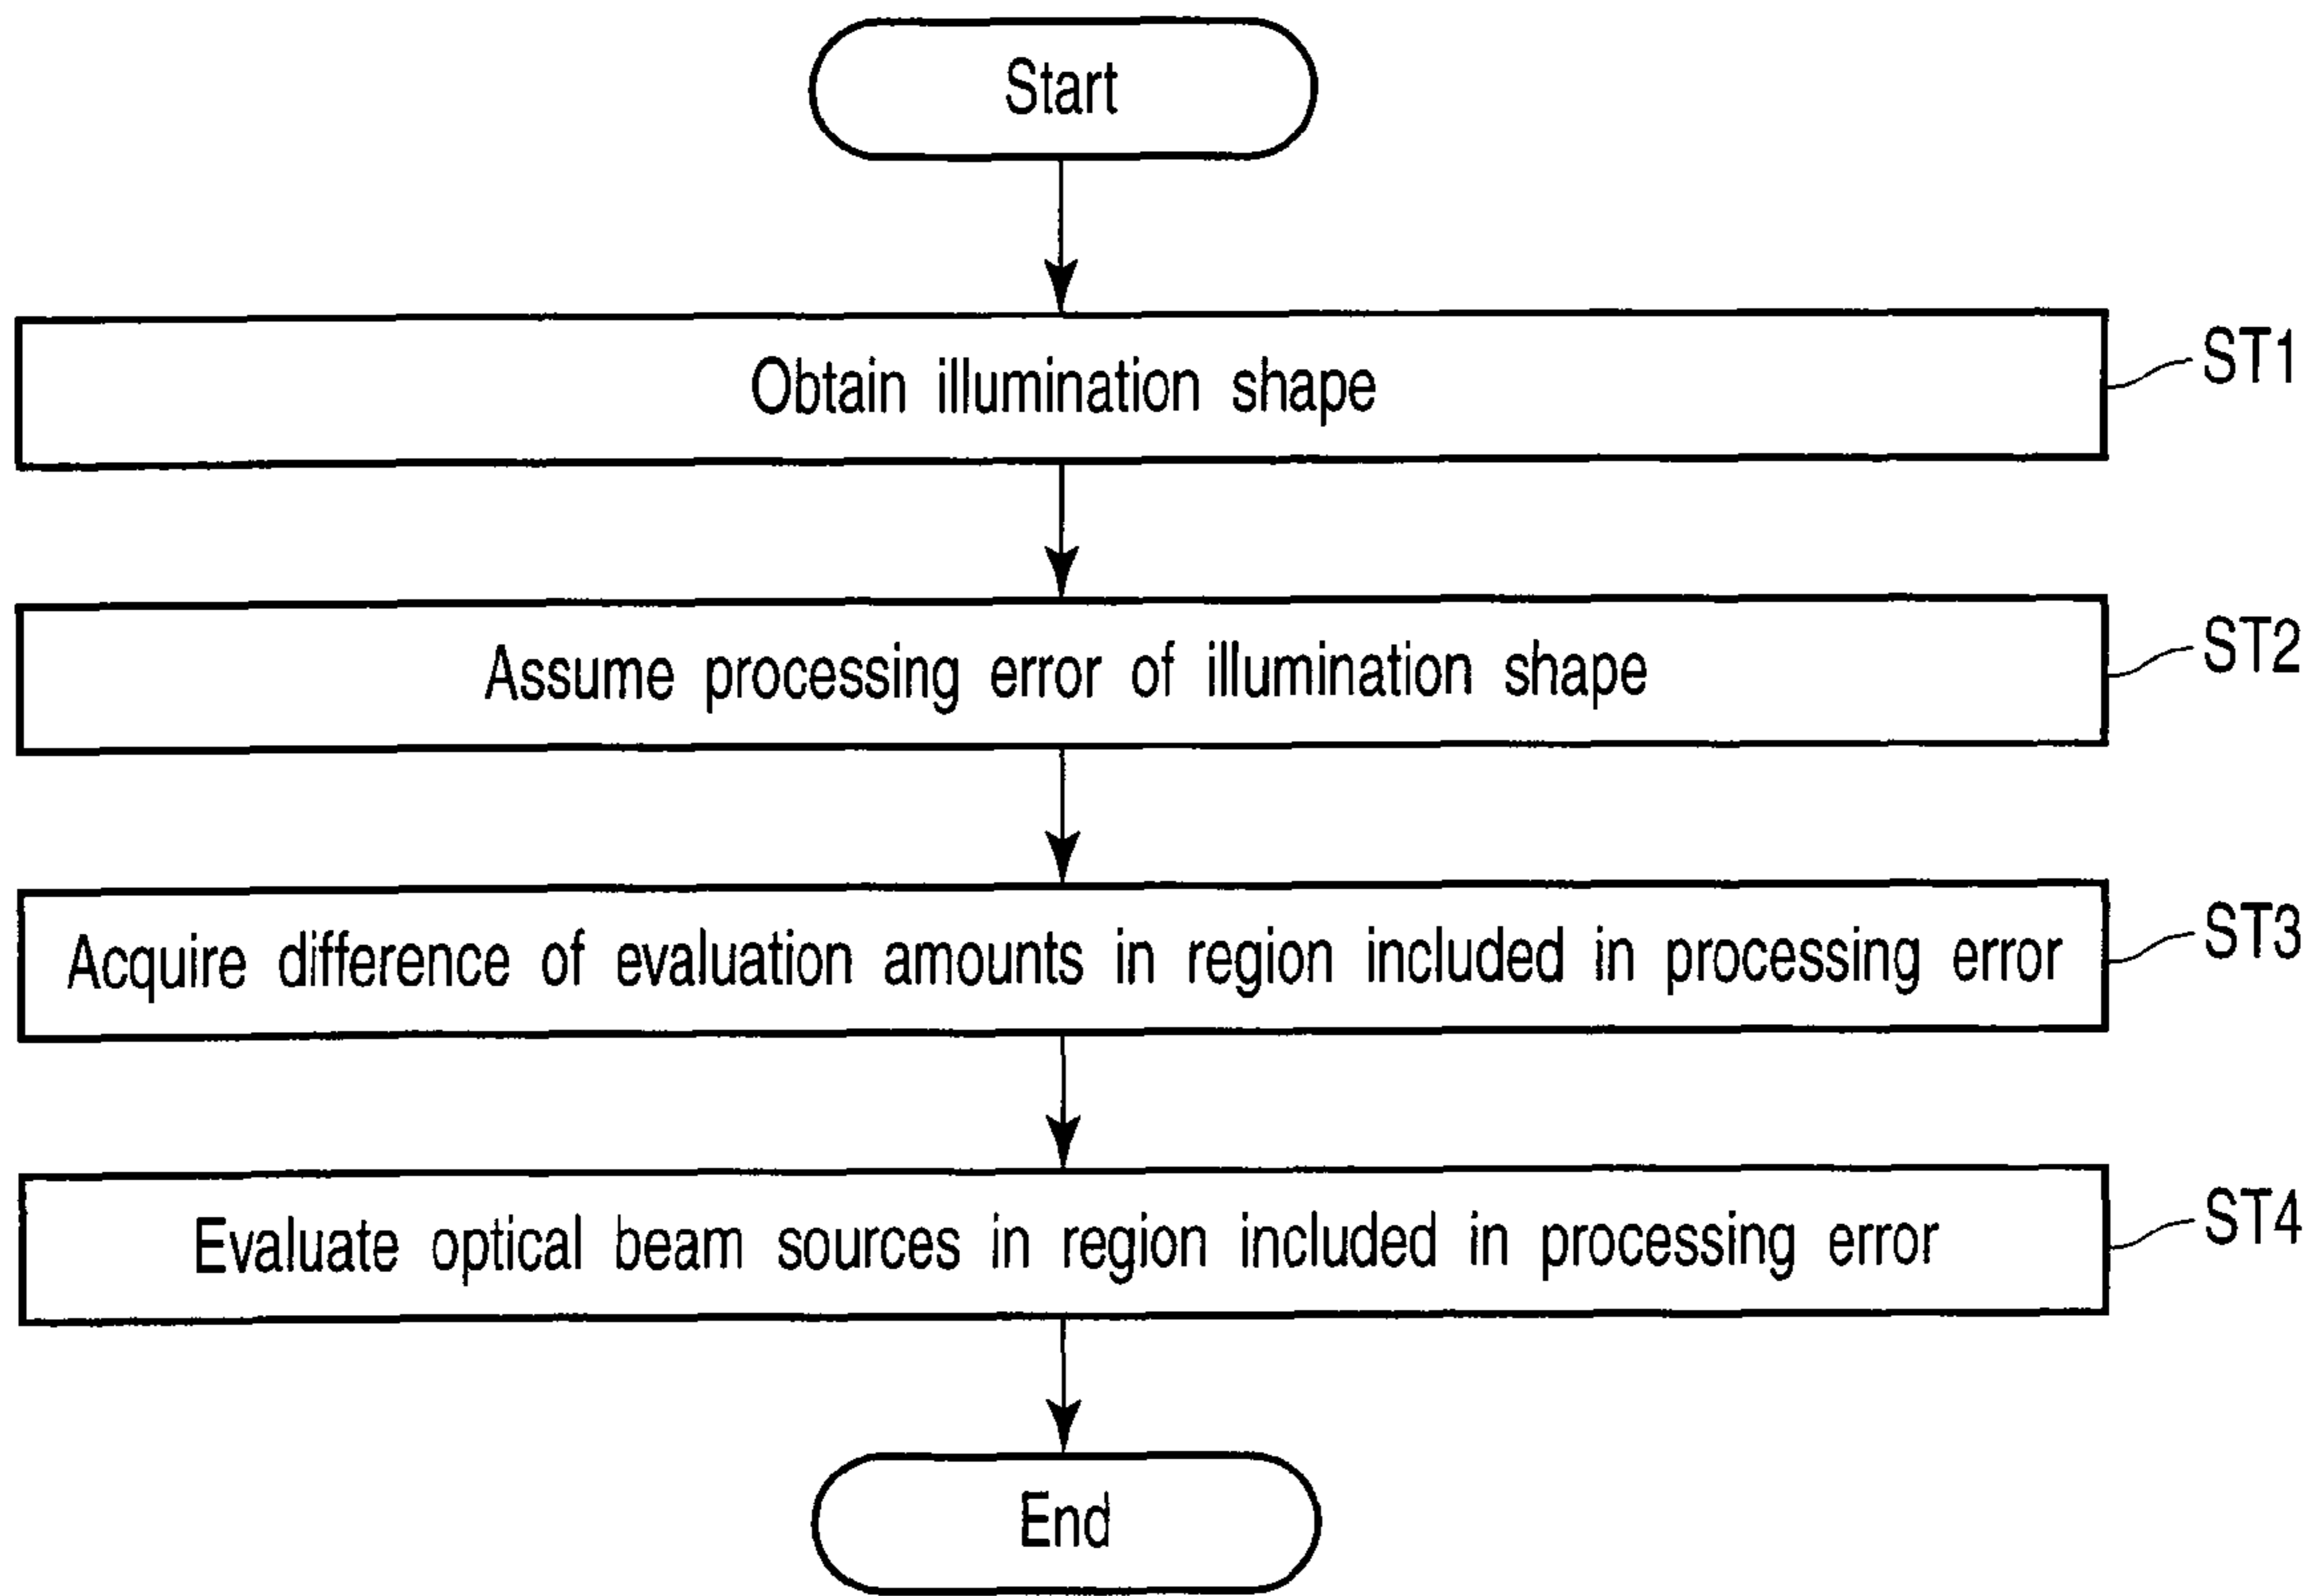 Start
Obtain illumination shape
ST1
Assume processing error of illumination shape
ST2
Acquire difference of evaluation amounts in region included in processing error
ST3
Evaluate optical beam sources in region included in processing error
ST4
End